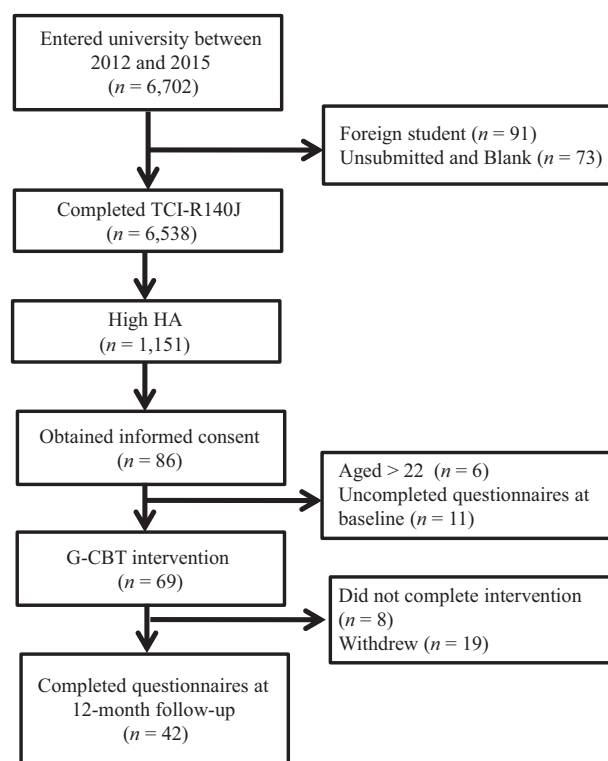 Entered university between
2012 and 2015
(n = 6,702)
Foreign student (n = 91)
Unsubmitted and Blank (n = 73)
Completed TCI-R140J
(n = 6,538)
High HA
(n = 1,151)
Obtained informed consent
(n = 86)
Aged > 22 (n = 6)
Uncompleted questionnaires at
baseline (n = 11)
G-CBT intervention
(n = 69)
Did not complete intervention
(n = 8)
Withdrew (n = 19)
Completed questionnaires at
12-month follow-up
(n = 42)